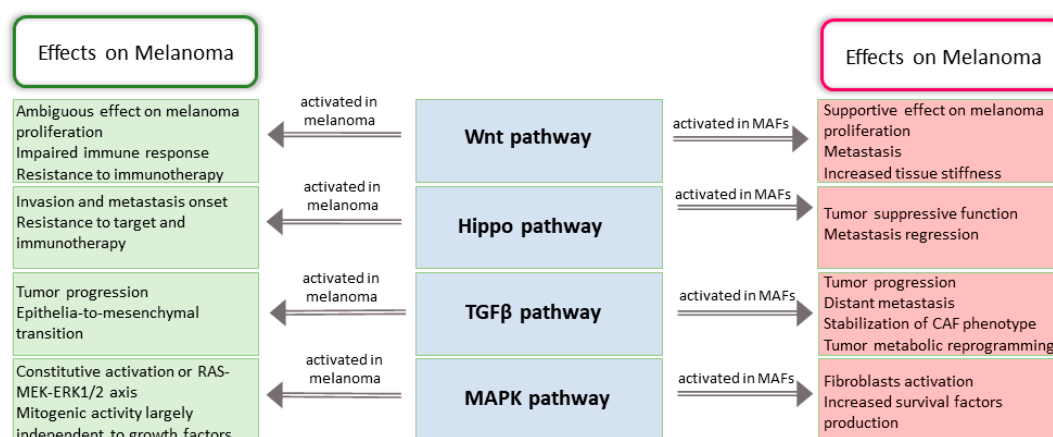 Effects on Melanoma
Effects on Melanoma
Ambiguous effect on melanoma
proliferation
Impaired immune response
Resistance to immunotherapy
activated in
melanoma
Wnt pathway
activated in MAFs
Supportive effect on melanoma
proliferation
Metastasis
Increased tissue stiffness
Invasion and metastasis onset
Resistance to target and
immunotherapy
activated in
melanoma
Hippo pathway
activated in MAFs
Tumor suppressive function
Metastasis regression
Tumor progression
Epithelia-to-mesenchymal
transition
activated in
melanoma
TGFβ pathway
activated in MAFs
Tumor progression
Distant metastasis
Stabilization of CAF phenotype
Tumor metabolic reprogramming
Constitutive activation or RAS-
MEK-ERK1/2 axis
Mitogenic activity largely
independent to growth factors
activated in
melanoma
MAPK pathway
activated in MAFs
Fibroblasts activation
Increased survival factors
production